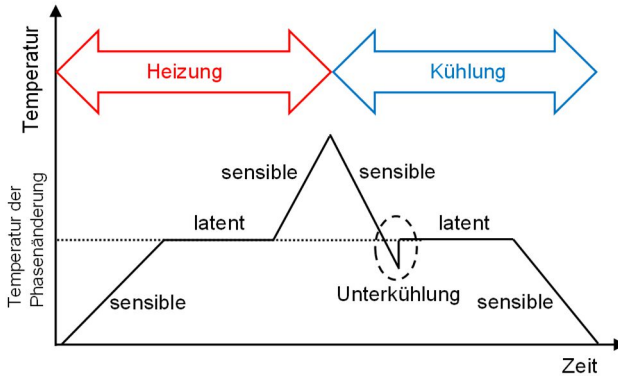 Temperatur
Heizung
Kühlung
sensible
sensible
Temperatur der
Phasenänderung
latent
latent
sensible
Unterkühlung
sensible
Zeit